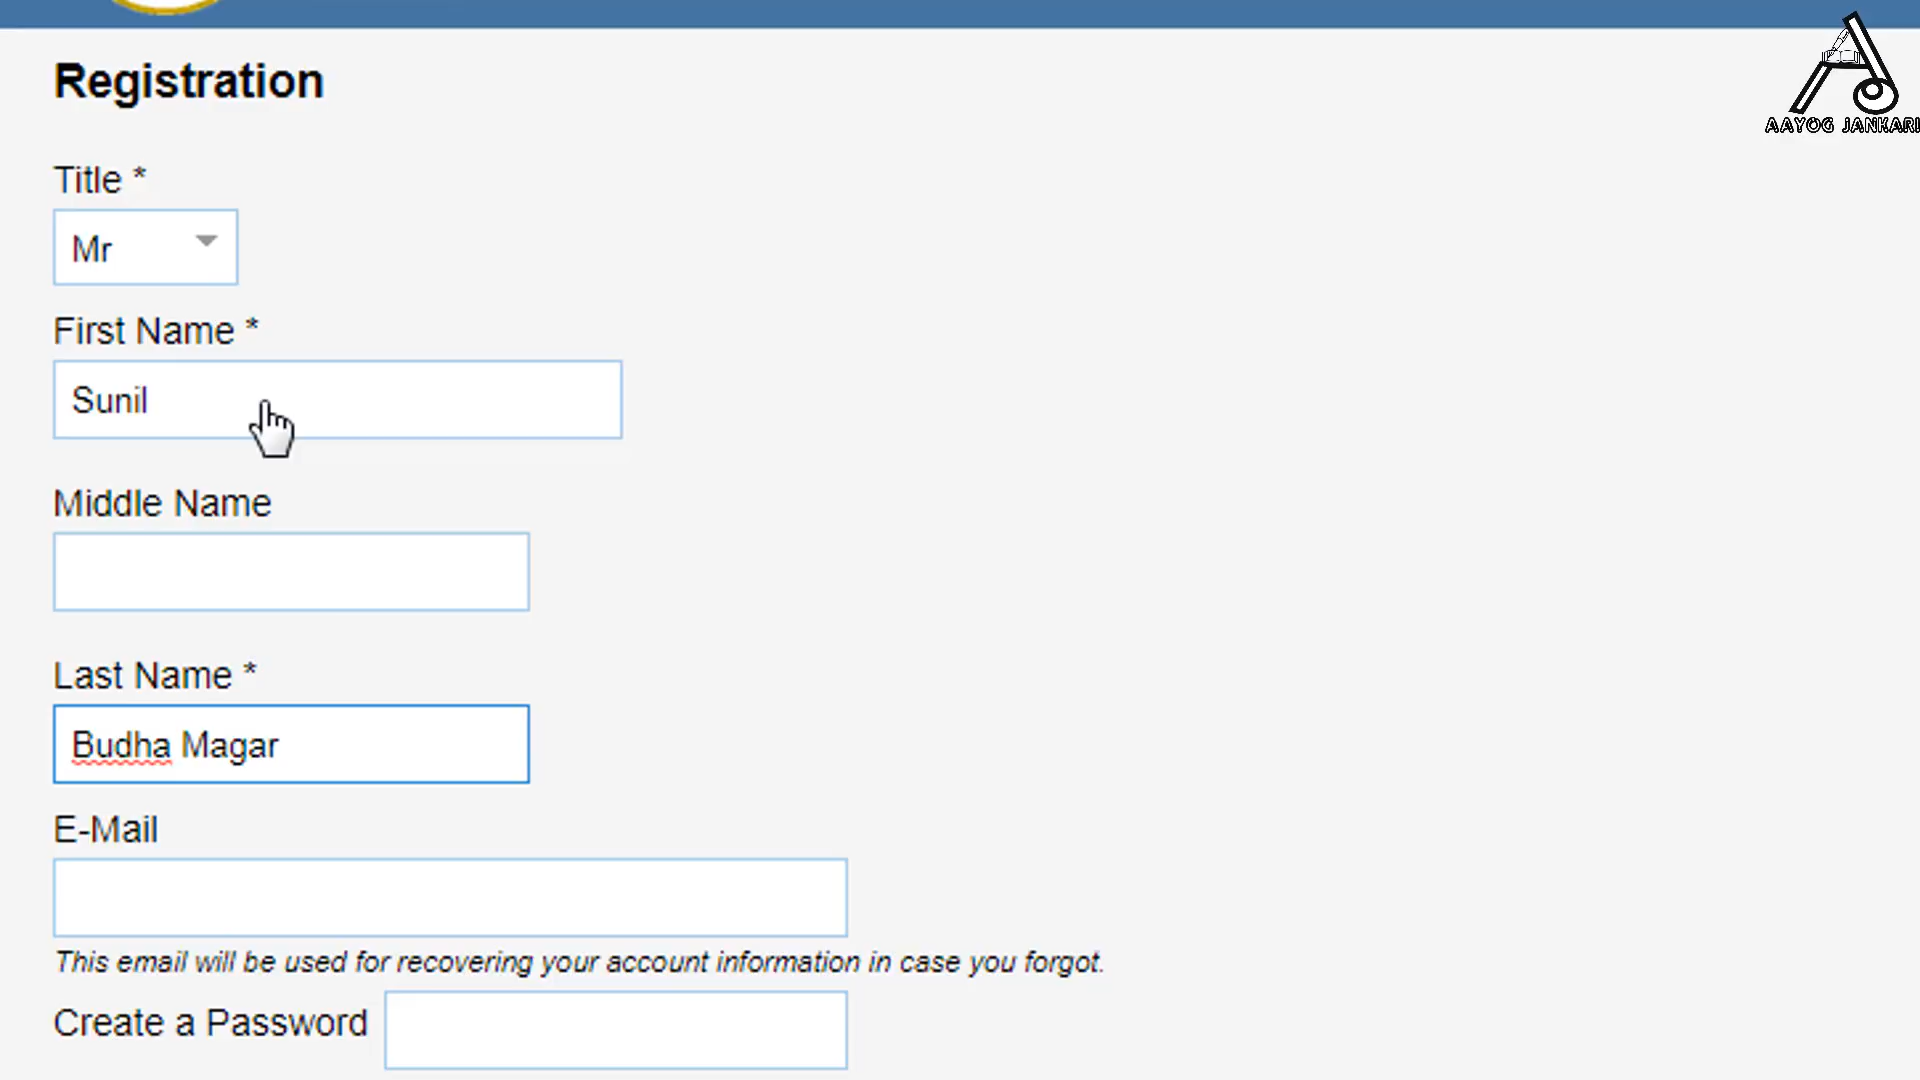 Registration
AAYOG JANKARI
Title *
Mr
First Name *
Sunil
Middle Name
Last Name *
Budha Magar
E-Mail
This email will be used for recovering your account information in case you forgot.
Create a Password